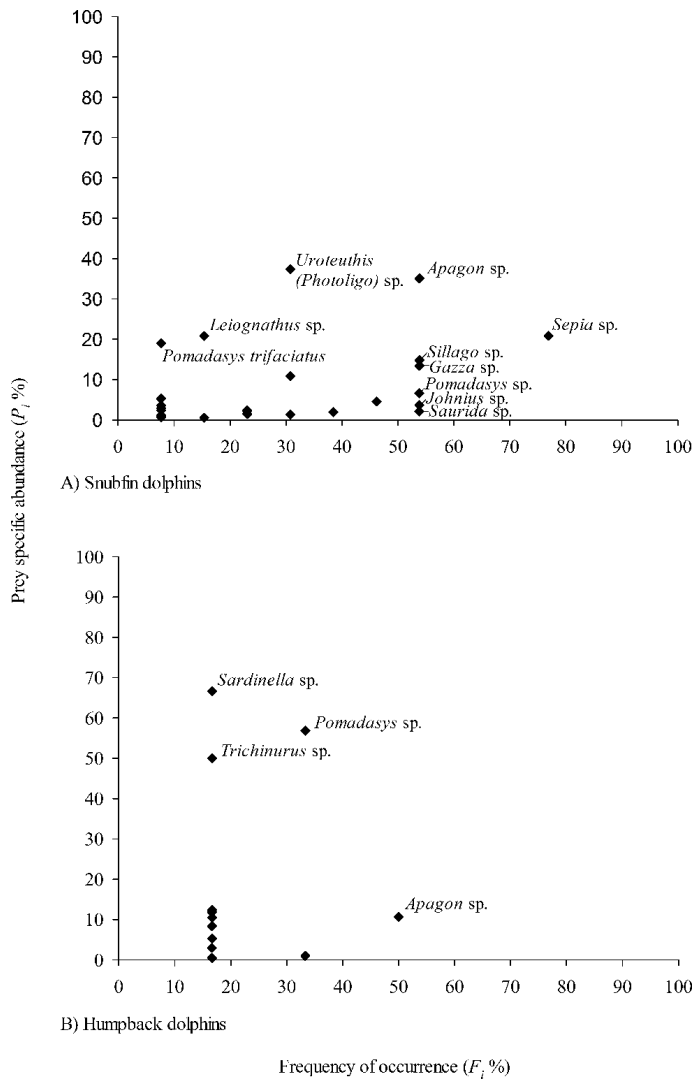 100
90
80
70
60
50
40
30
20
10
0
Uroteuthis
(Photoligo) sp.
Apagon sp.
Leiognathus sp.
Sepia sp.
Pomadasys trifaciatus
Sillago sp.
Gazza sp.
Pomadasys sp.
Johnius sp.
Saurida sp.
0 10 20 30 40 50 60 70 80 90 100
A) Snubfin dolphins
Prey specific abundance (Pi %)
100
90
80
70
60
50
40
30
20
10
0
Sardinella sp.
Pomadasys sp.
Trichinurus sp.
Apagon sp.
0 10 20 30 40 50 60 70 80 90 100
B) Humpback dolphins
Frequency of occurrence (Fi %)